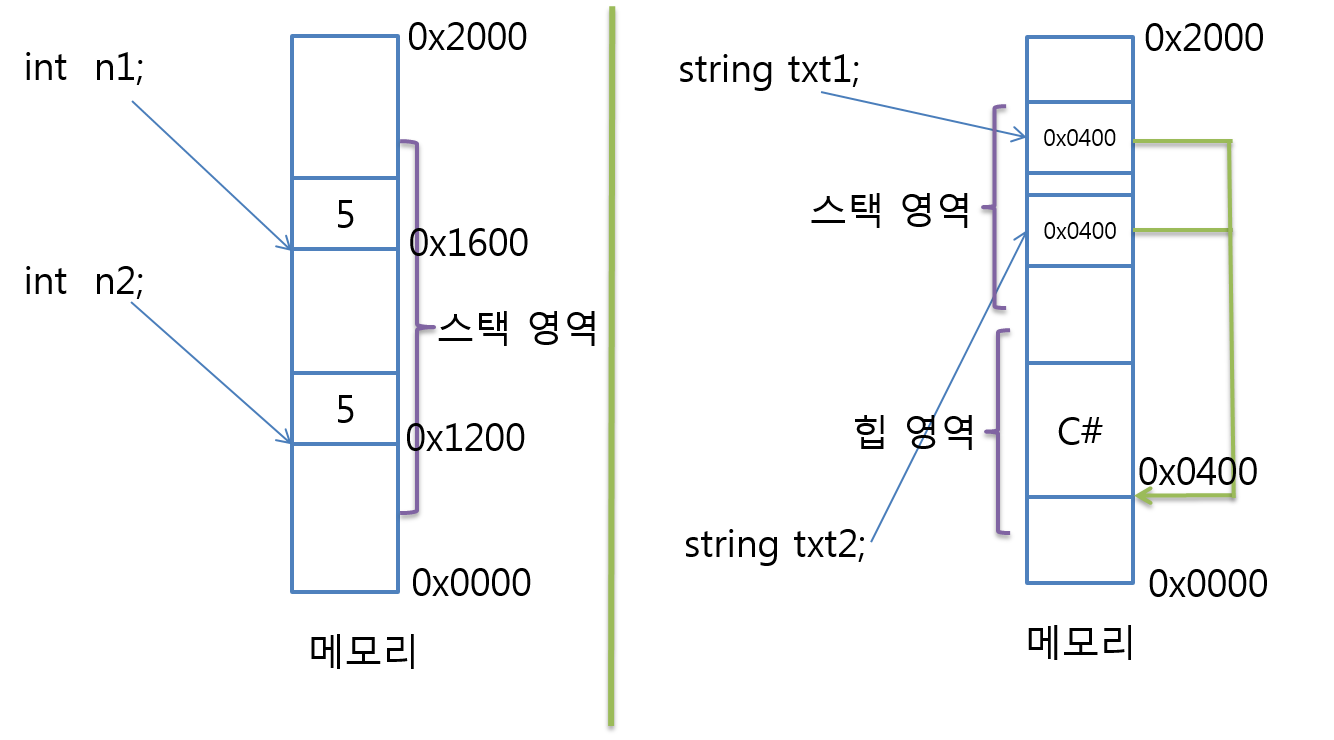 int n1;
0x2000
5
0x1600
int n2;
스택 영역
5
0x1200
0x0000
메모리
string txt1;
0x2000
0x0400
스택 영역
0x0400
힙 영역
C#
0x0400
string txt2;
0x0000
메모리